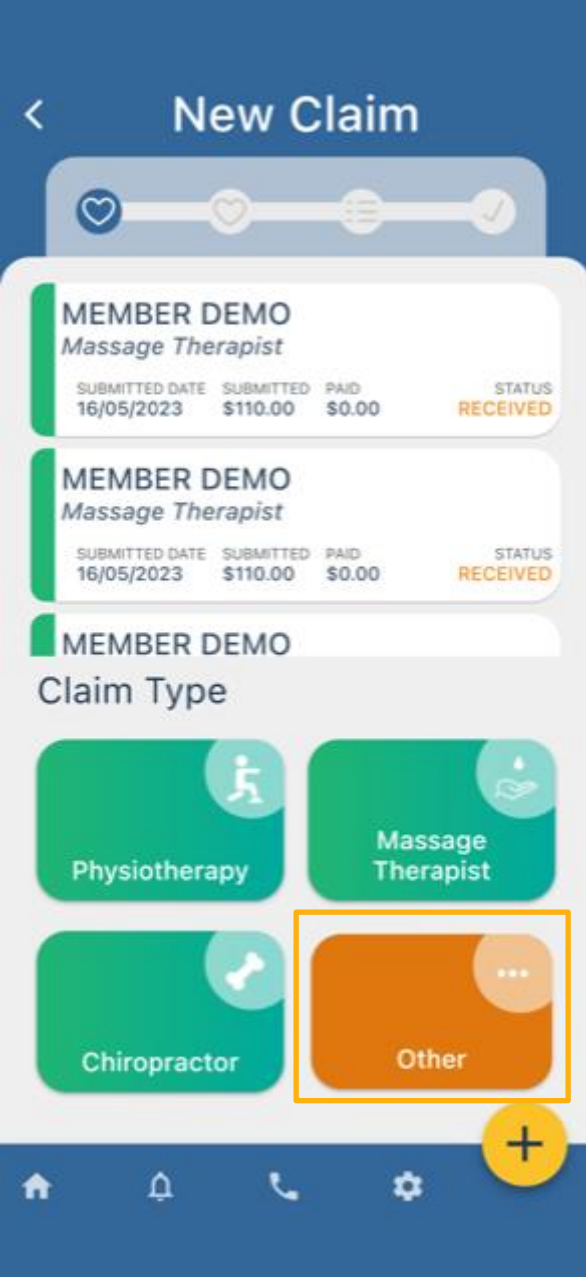 New Claim
MEMBER DEMO
Massage Therapist
SUBMITTED DATE SUBMITTED PAID STATUS
16/05/2023 $110.00 $0.00 RECEIVED
MEMBER DEMO
Massage Therapist
SUBMITTED DATE SUBMITTED PAID STATUS
16/05/2023 $110.00 $0.00 RECEIVED
MEMBER DEMO
Claim Type
Physiotherapy
Massage
Therapist
Chiropractor
Other